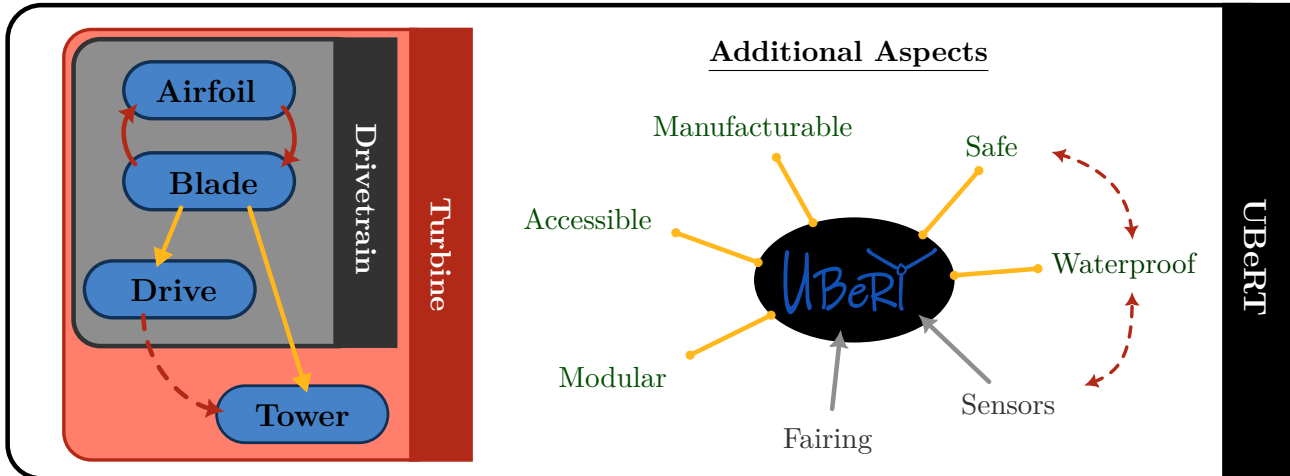 Airfoil
Blade
Drive
Tower
Drivetrain
Turbine
Additional Aspects
Manufacturable
Safe
Accessible
Waterproof
UBeRT
Modular
Sensors
Fairing
UBeRT